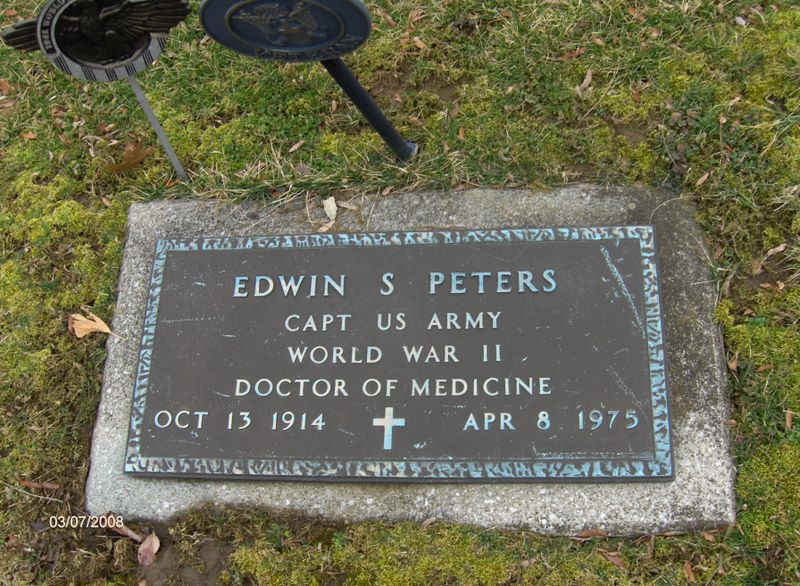 EDWIN S PETERS
CAPT US ARMY
WORLD WAR II
DOCTOR OF MEDICINE
OCT 13 1914 APR 8 1975
03/07/2008